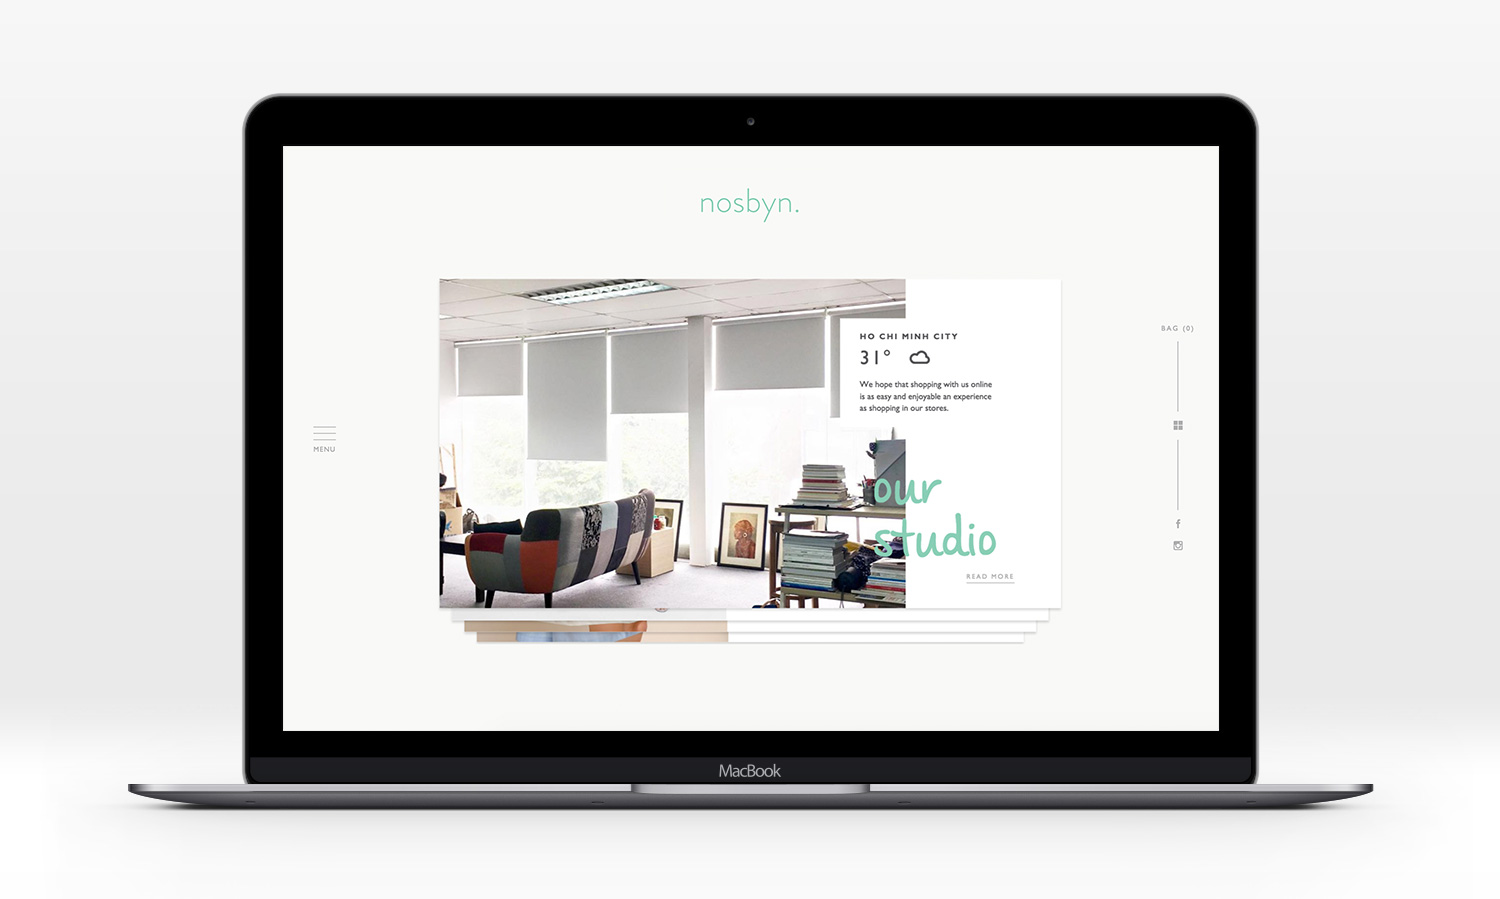 nosbyn.
HO CHI MINH CITY
31°
We hope that shopping with us online
is as easy and enjoyable an experience
as shopping in our stores.
our
studio
READ MORE
MENU
BAG (0)
MacBook